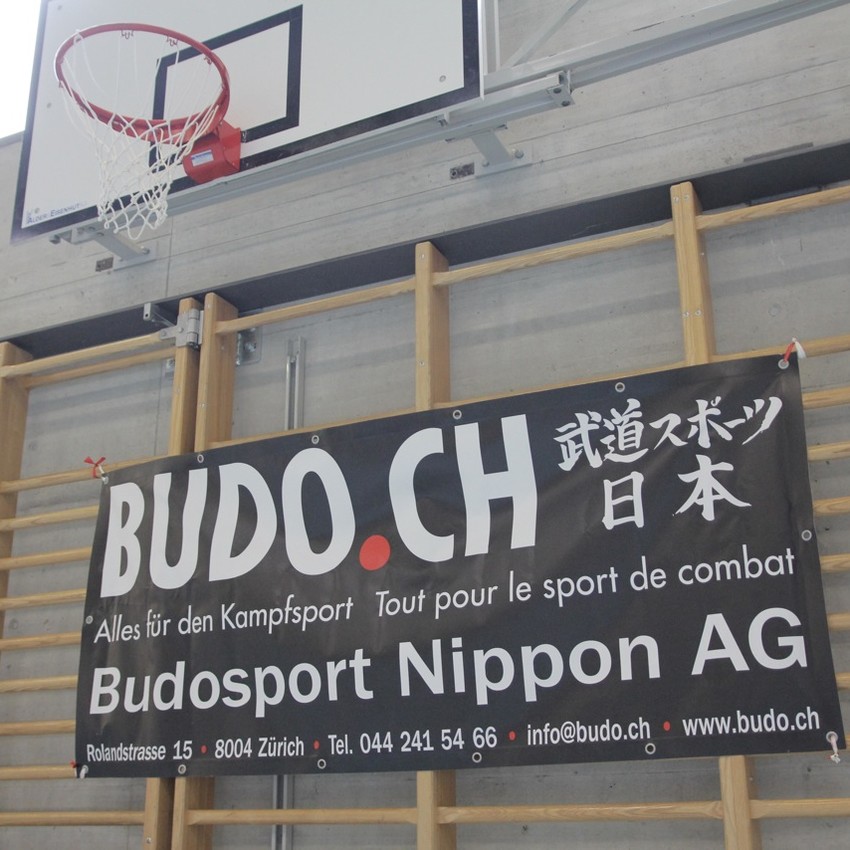 ALDER+EISENHUT
BUDO.CH
武道スポーツ
日本
Alles für den Kampfsport Tout pour le sport de combat
Budosport Nippon AG
Rolandstrasse 15 • 8004 Zürich • Tel. 044 241 54 66 • info@budo.ch • www.budo.ch